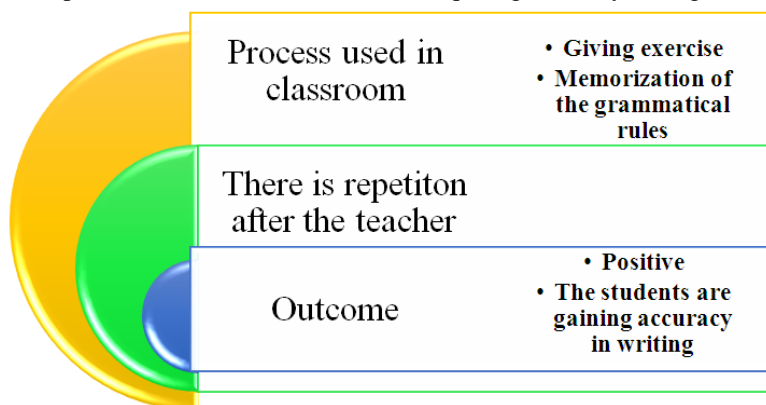 Process used in
classroom
• Giving exercise
• Memorization of
the grammatical
rules
There is repetiton
after the teacher
Outcome
• Positive
• The students are
gaining accuracy
in writing